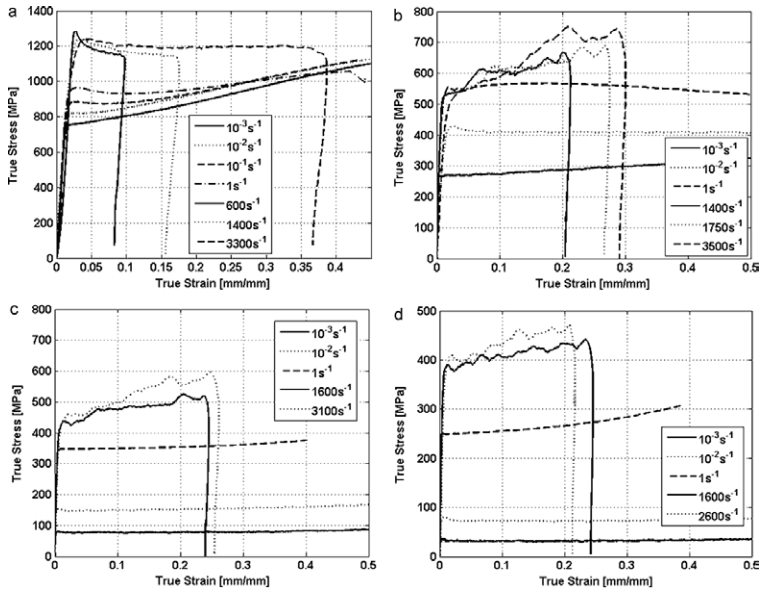 a
True Stress [MPa]
1400
1200
1000
800
600
400
200
0
0 0.05 0.1 0.15 0.2 0.25 0.3 0.35 0.4
True Strain [mm/mm]
10⁻³s⁻¹
10⁻²s⁻¹
10⁻¹s⁻¹
1s⁻¹
600s⁻¹
1400s⁻¹
3300s⁻¹
b
True Stress [MPa]
800
700
600
500
400
300
200
100
0
0 0.1 0.2 0.3 0.4 0.5
True Strain [mm/mm]
10⁻³s⁻¹
10⁻²s⁻¹
1s⁻¹
1400s⁻¹
1750s⁻¹
3500s⁻¹
c
True Stress [MPa]
800
700
600
500
400
300
200
100
0
0 0.1 0.2 0.3 0.4 0.5
True Strain [mm/mm]
10⁻³s⁻¹
10⁻²s⁻¹
1s⁻¹
1600s⁻¹
3100s⁻¹
d
True Stress [MPa]
500
400
300
200
100
0
0 0.1 0.2 0.3 0.4 0.5
True Strain [mm/mm]
10⁻³s⁻¹
10⁻²s⁻¹
1s⁻¹
1600s⁻¹
2600s⁻¹